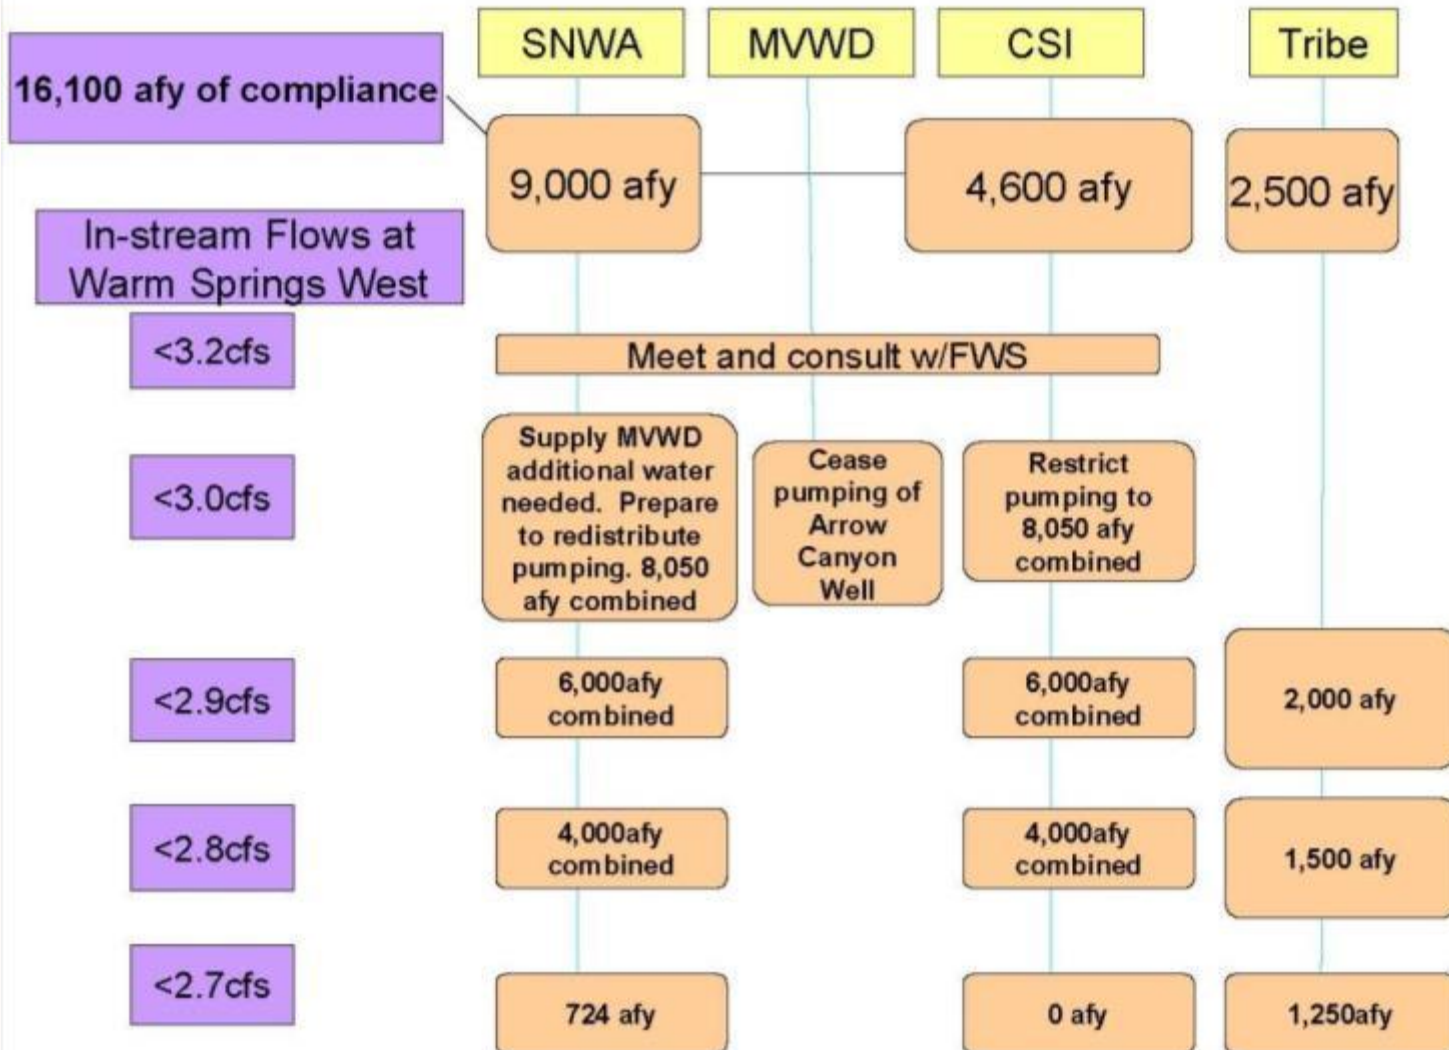 SNWA
MVWD
CSI
Tribe
16,100 afy of compliance
9,000 afy
4,600 afy
2,500 afy
In-stream Flows at
Warm Springs West
<3.2cfs
Meet and consult w/FWS
<3.0cfs
Supply MVWD
additional water
needed. Prepare
to redistribute
pumping. 8,050
afy combined
Cease
pumping of
Arrow
Canyon
Well
Restrict
pumping to
8,050 afy
combined
<2.9cfs
6,000afy
combined
6,000afy
combined
2,000 afy
<2.8cfs
4,000afy
combined
4,000afy
combined
1,500 afy
<2.7cfs
724 afy
0 afy
1,250afy